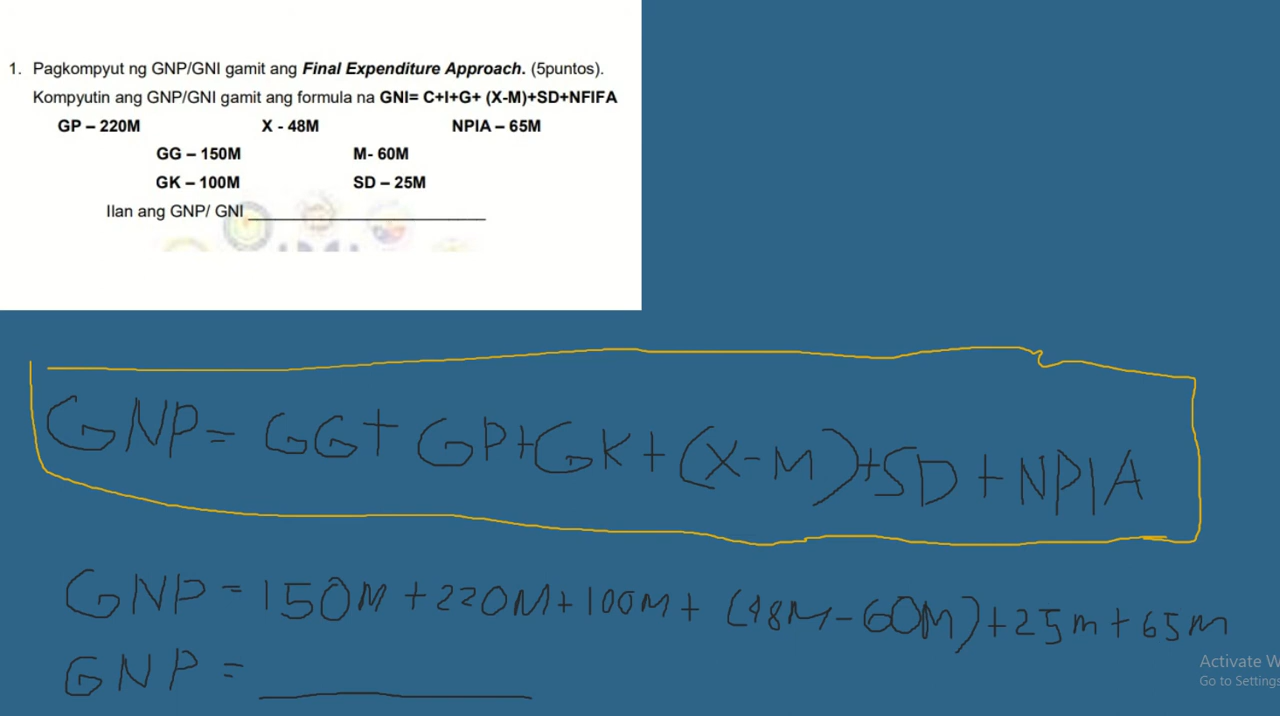 1. Pagkompyut ng GNP/GNI gamit ang Final Expenditure Approach. (5puntos).
Kompyutin ang GNP/GNI gamit ang formula na GNI= C+I+G+ (X-M)+SD+NFIFA
GP – 220M X - 48M NPIA – 65M
GG – 150M M- 60M
GK – 100M SD – 25M
Ilan ang GNP/ GNI ____________________
GNP= GG+ GP+GK+(X-M)+SD+NPIA
GNP = 150M +220M+100M+ (48M-60M)+25m+65m
GNP = __________
Activate W
Go to Settings